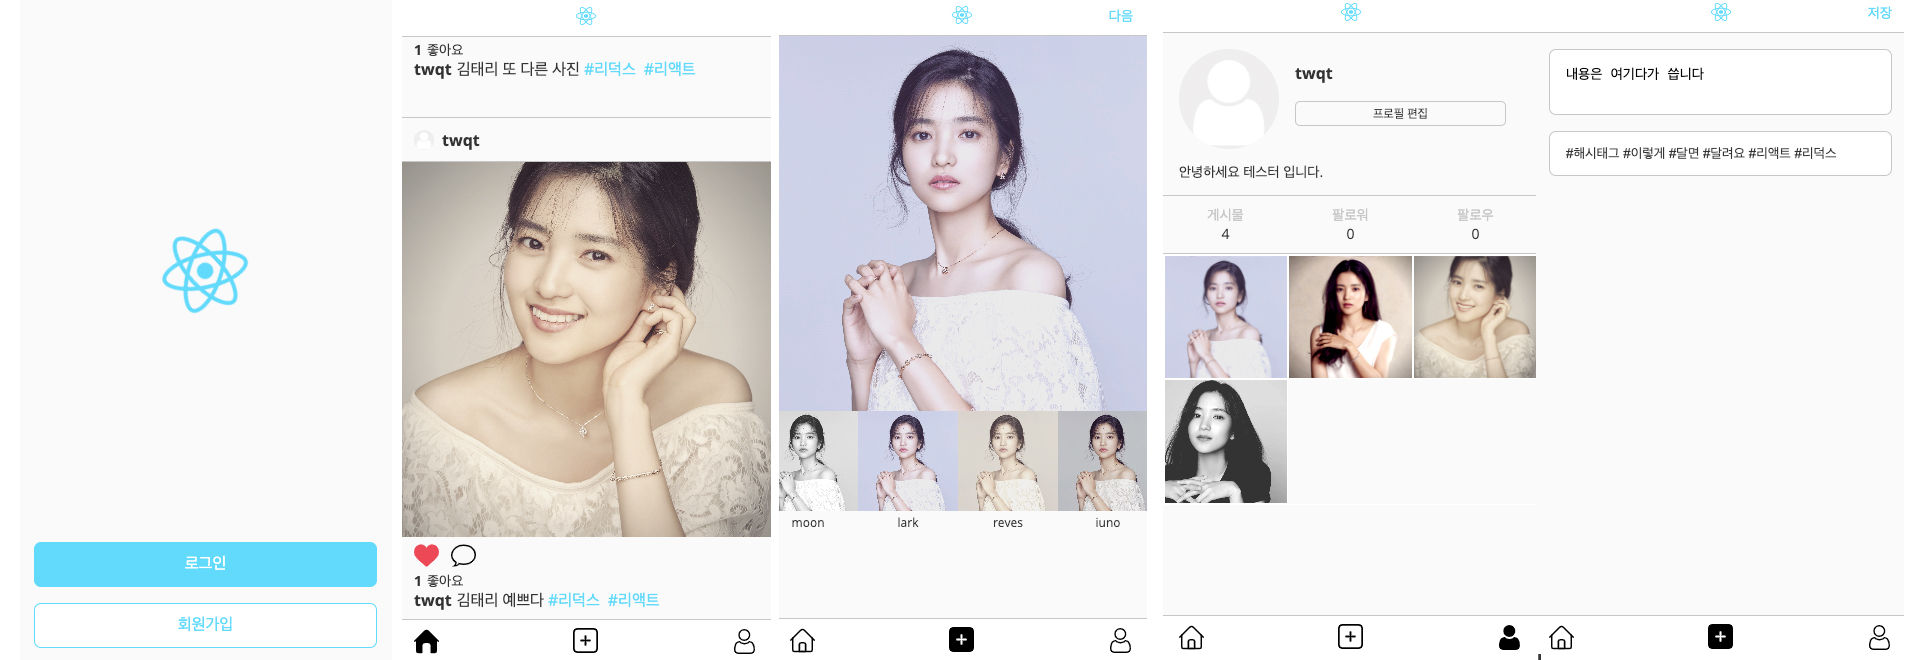 로그인
회원가입
1 좋아요
twqt 김태리 또 다른 사진 #리덕스 #리액트
twqt
1 좋아요
twqt 김태리 예쁘다 #리덕스 #리액트
다음
moon lark reves iuno
twqt
프로필 편집
안녕하세요 테스터 입니다.
게시물 팔로워 팔로우
4 0 0
저장
내용은 여기다가 씁니다
#해시태그 #이렇게 #달면 #달려요 #리액트 #리덕스